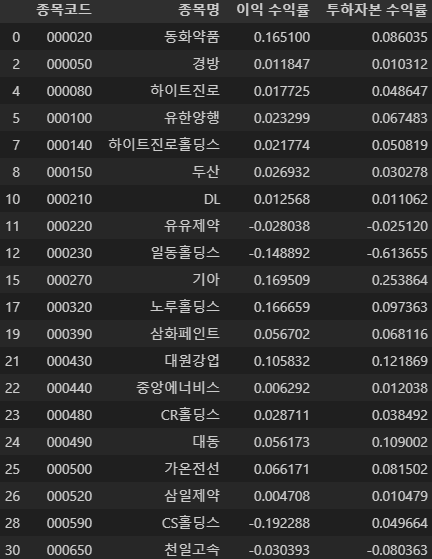 종목코드 종목명 이익 수익률 투하자본 수익률
0 000020 동화약품 0.165100 0.086035
2 000050 경방 0.011847 0.010312
4 000080 하이트진로 0.017725 0.048647
5 000100 유한양행 0.023299 0.067483
7 000140 하이트진로홀딩스 0.021774 0.050819
8 000150 두산 0.026932 0.030278
10 000210 DL 0.012568 0.011062
11 000220 유유제약 -0.028038 -0.025120
12 000230 일동홀딩스 -0.148892 -0.613655
15 000270 기아 0.169509 0.253864
17 000320 노루홀딩스 0.166659 0.097363
19 000390 삼화페인트 0.056702 0.068116
21 000430 대원강업 0.105832 0.121869
22 000440 중앙에너비스 0.006292 0.012038
23 000480 CR홀딩스 0.028711 0.038492
24 000490 대동 0.056173 0.109002
25 000500 가온전선 0.066171 0.081502
26 000520 삼일제약 0.004708 0.010479
28 000590 CS홀딩스 -0.192288 0.049664
30 000650 천일고속 -0.030393 -0.080363